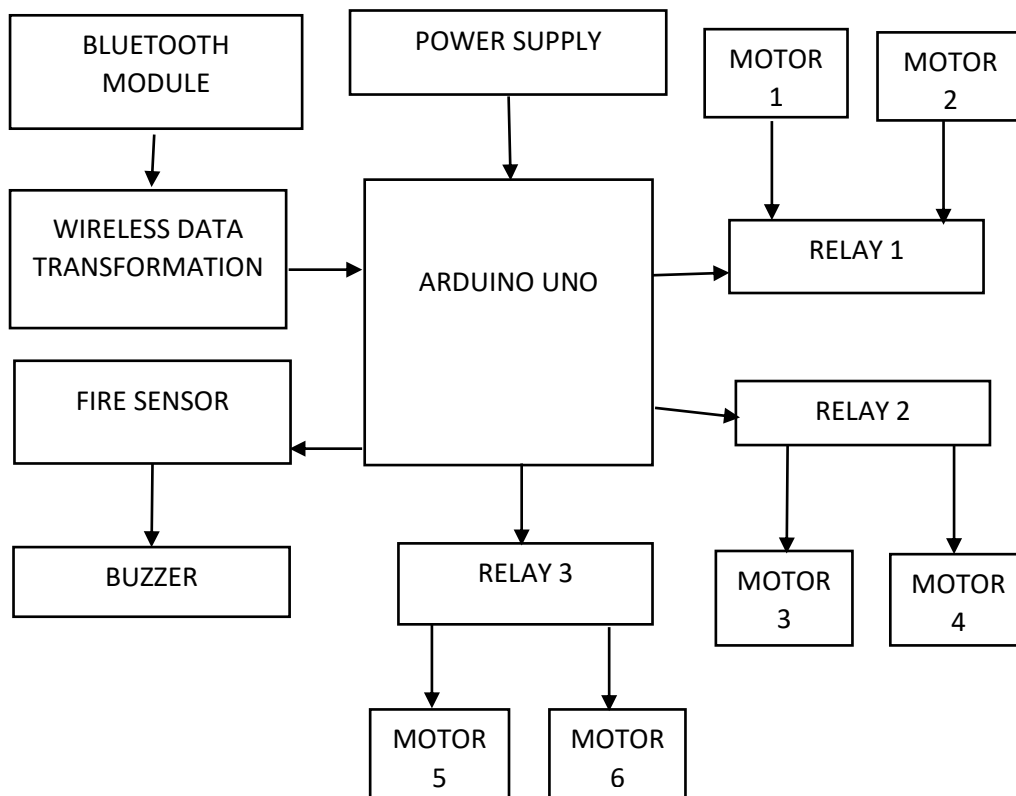 BLUETOOTH
MODULE
POWER SUPPLY
MOTOR
1
MOTOR
2
WIRELESS DATA
TRANSFORMATION
ARDUINO UNO
RELAY 1
FIRE SENSOR
RELAY 2
BUZZER
RELAY 3
MOTOR
3
MOTOR
4
MOTOR
5
MOTOR
6